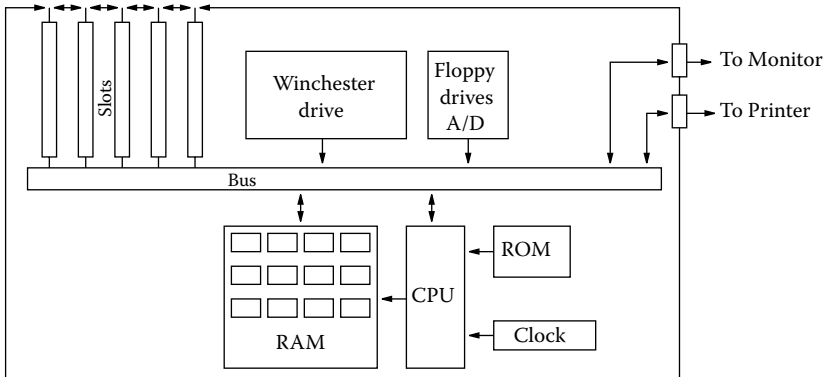 Slots
Winchester
drive
Floppy
drives
A/D
To Monitor
To Printer
Bus
RAM
CPU
ROM
Clock